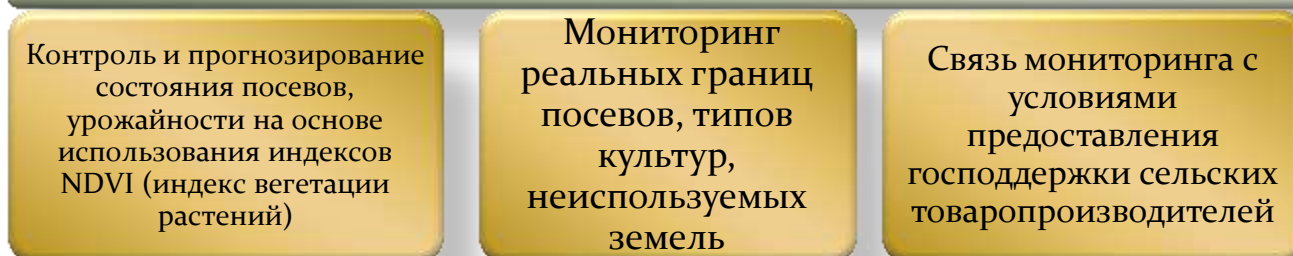 Контроль и прогнозирование
состояния посевов,
урожайности на основе
использования индексов
NDVI (индекс вегетации
растений)
Мониторинг
реальных границ
посевов, типов
культур,
неиспользуемых
земель
Связь мониторинга с
условиями
предоставления
господдержки сельских
товаропроизводителей